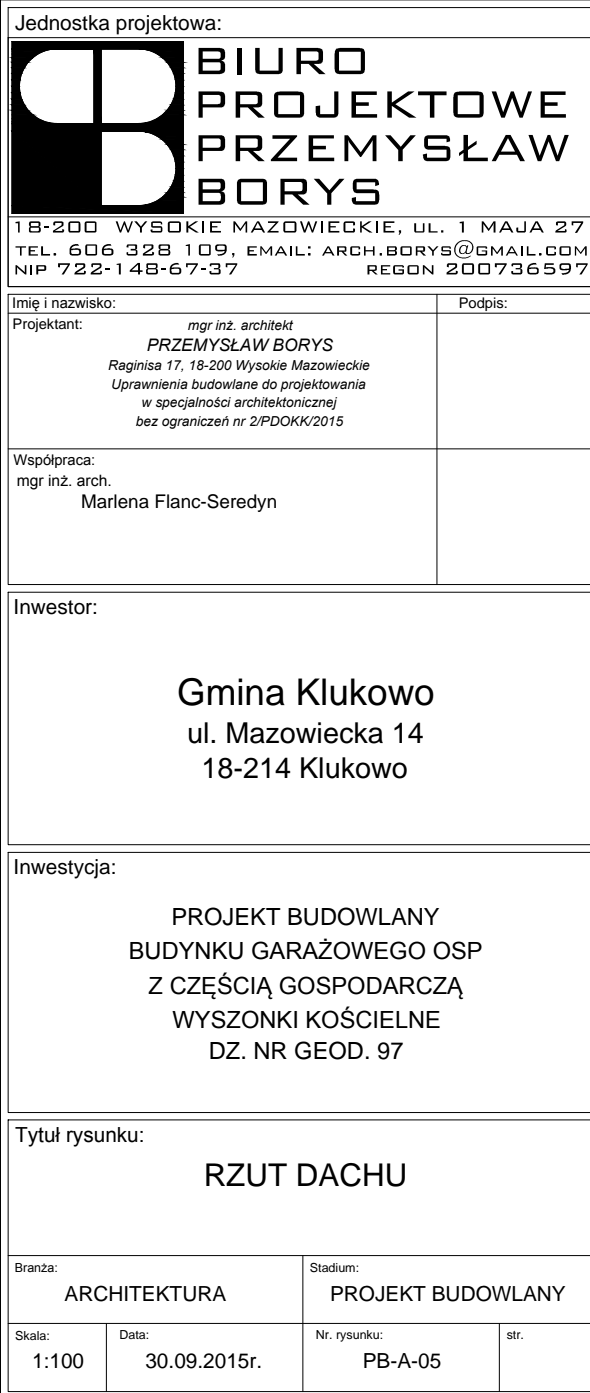 Jednostka projektowa:
BIURO
PROJEKTOWE
PRZEMYSŁAW
BORYS
18-200 WYSOKIE MAZOWIECKIE, UL. 1 MAJA 27
TEL. 606 328 109, EMAIL: ARCH.BORYS@GMAIL.COM
NIP 722-148-67-37 REGON 200736597
Imię i nazwisko: Podpis:
Projektant: mgr inż. architekt
PRZEMYSŁAW BORYS
Raginisa 17, 18-200 Wysokie Mazowieckie
Uprawnienia budowlane do projektowania
w specjalności architektonicznej
bez ograniczeń nr 2/PDOKK/2015
Współpraca:
mgr inż. arch.
Marlena Flanc-Seredyn
Inwestor:
Gmina Klukowo
ul. Mazowiecka 14
18-214 Klukowo
Inwestycja:
PROJEKT BUDOWLANY
BUDYNKU GARAŻOWEGO OSP
Z CZĘŚCIĄ GOSPODARCZĄ
WYSZONKI KOŚCIELNE
DZ. NR GEOD. 97
Tytuł rysunku:
RZUT DACHU
Branża: Stadium:
ARCHITEKTURA PROJEKT BUDOWLANY
Skala: Data: Nr. rysunku: str.
1:100 30.09.2015r. PB-A-05